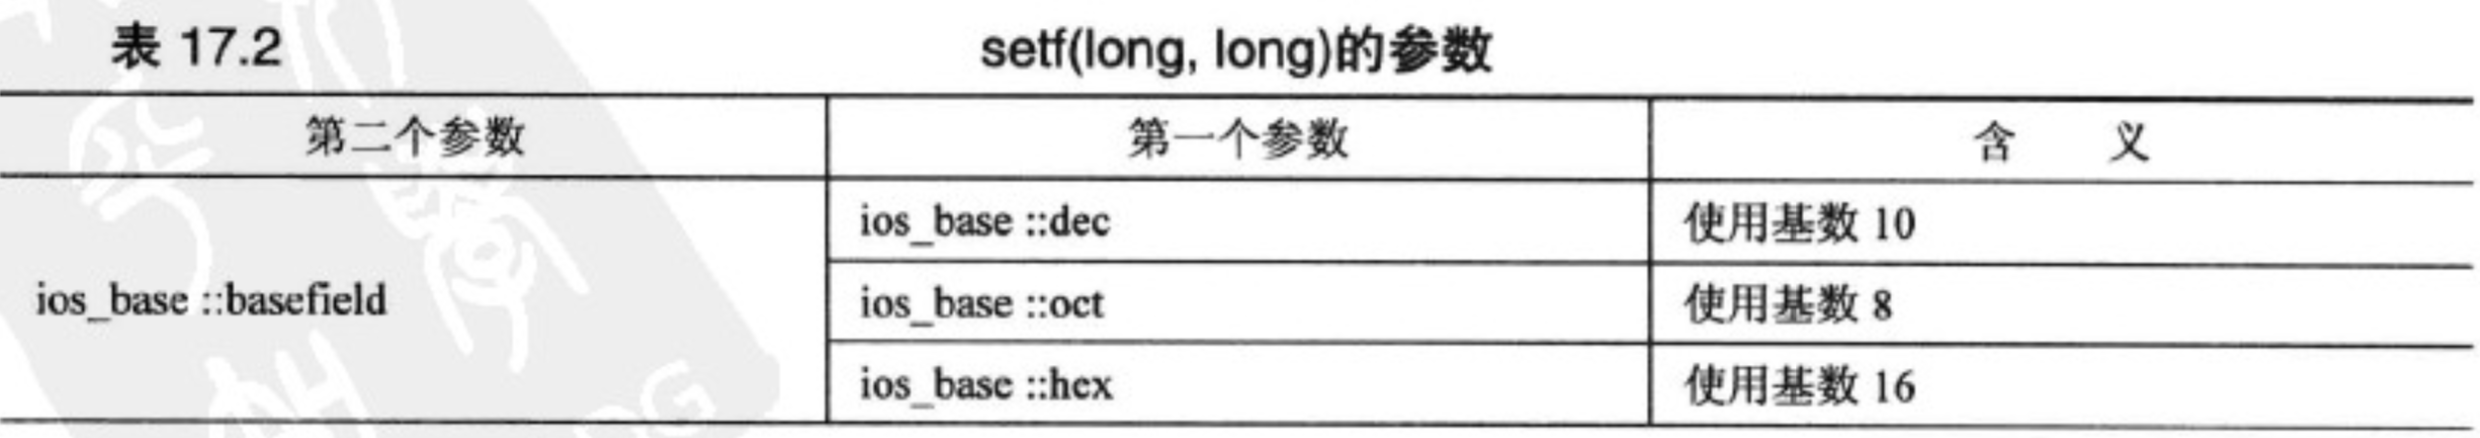 表 17.2 setf(long, long)的参数
第二个参数 第一个参数 含 义
ios_base ::dec 使用基数 10
ios_base ::basefield ios_base ::oct 使用基数 8
ios_base ::hex 使用基数 16